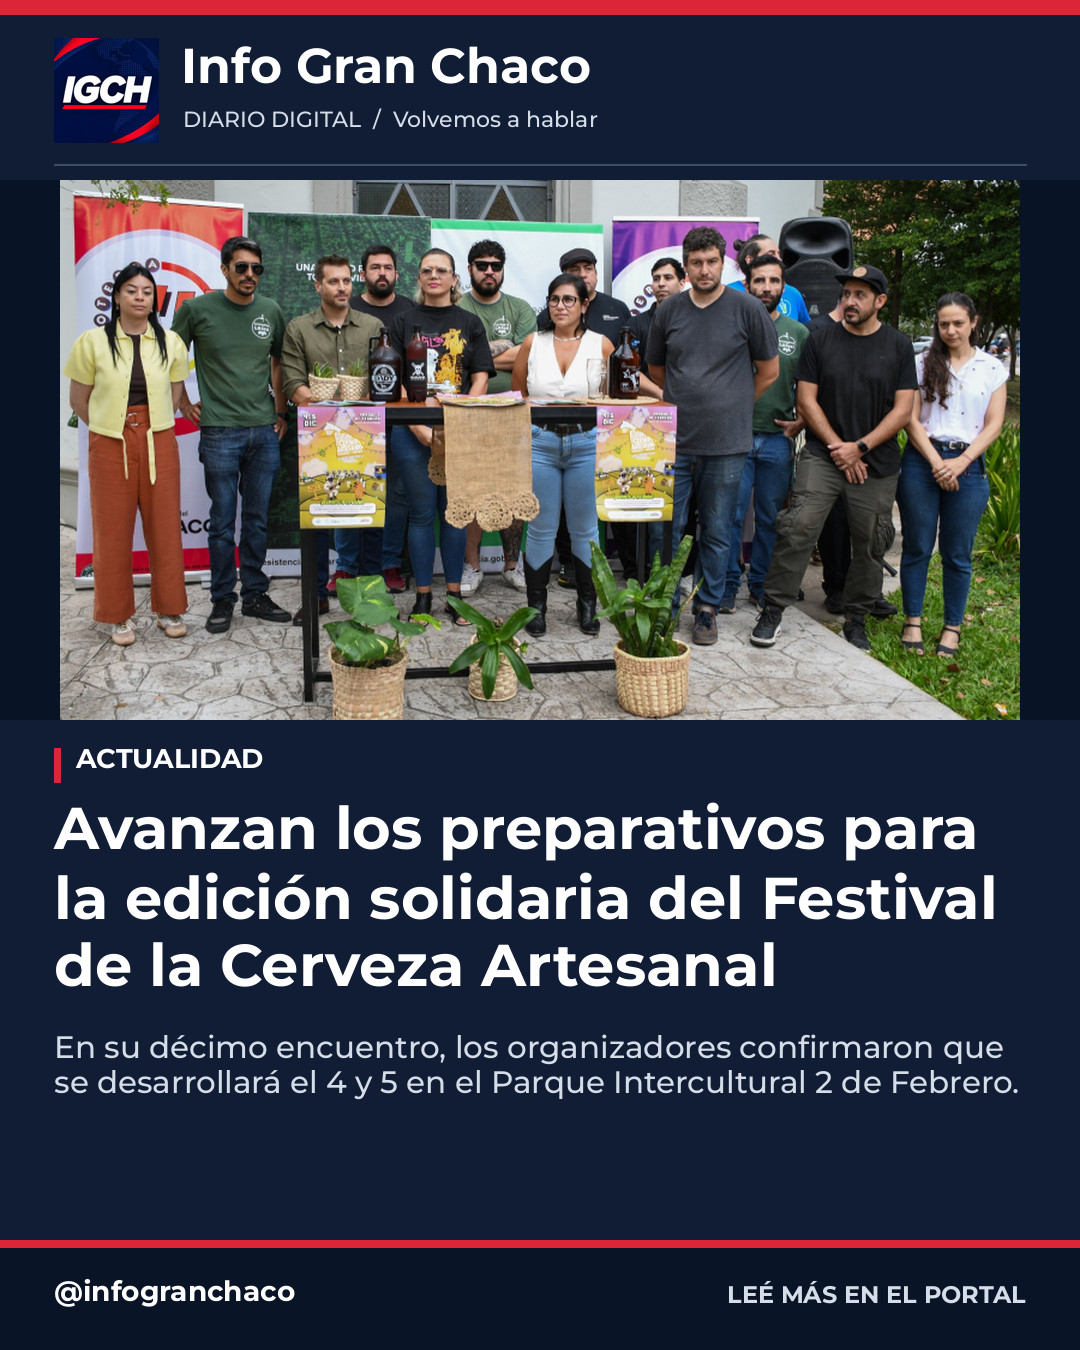 IGCH
Info Gran Chaco
DIARIO DIGITAL / Volvemos a hablar
ACTUALIDAD
Avanzan los preparativos para
la edición solidaria del Festival
de la Cerveza Artesanal
En su décimo encuentro, los organizadores confirmaron que
se desarrollará el 4 y 5 en el Parque Intercultural 2 de Febrero.
@infogranchaco
LEÉ MÁS EN EL PORTAL